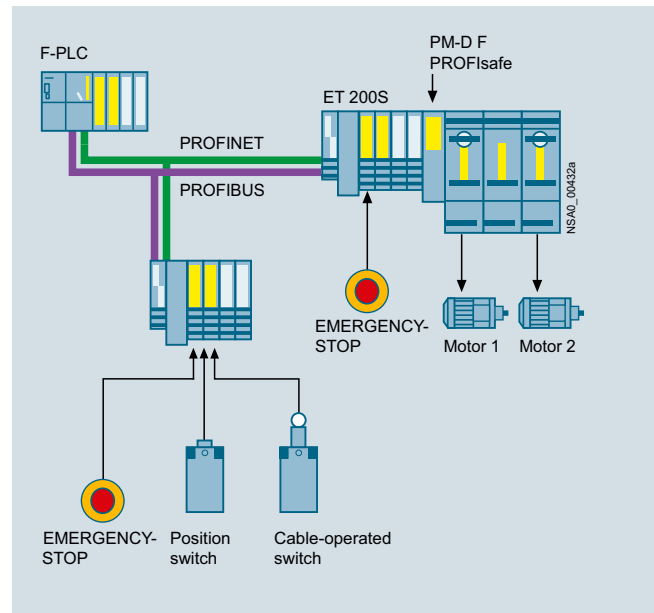 F-PLC
PM-D F
PROFIsafe
ET 200S
PROFINET
PROFIBUS
NSA0_00432a
EMERGENCY-
STOP
Motor 1
Motor 2
EMERGENCY-
STOP
Position
switch
Cable-operated
switch